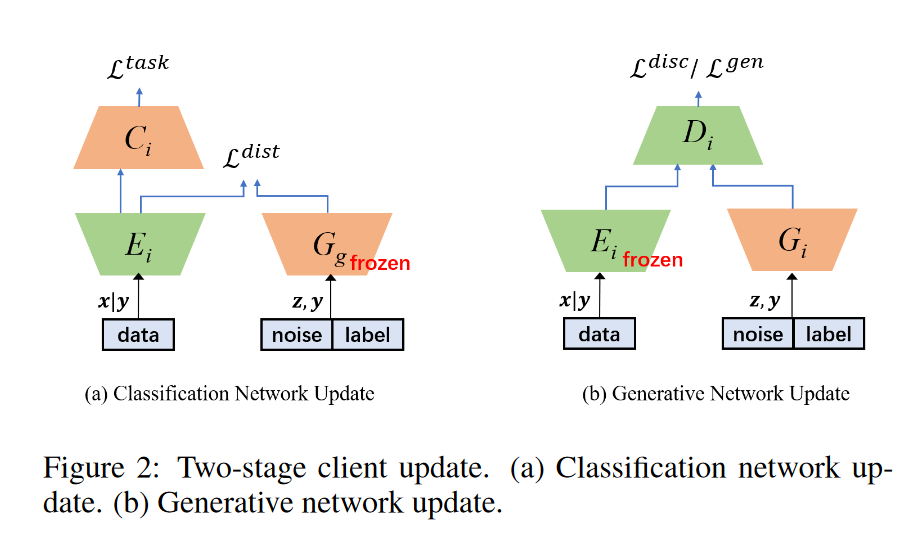 ℒ^task
C_i
ℒ^dist
E_i
G_g frozen
x|y
z, y
data
noise label
(a) Classification Network Update
ℒ^disc / ℒ^gen
D_i
E_i frozen
G_i
x|y
z, y
data
noise label
(b) Generative Network Update
Figure 2: Two-stage client update. (a) Classification network up-
date. (b) Generative network update.